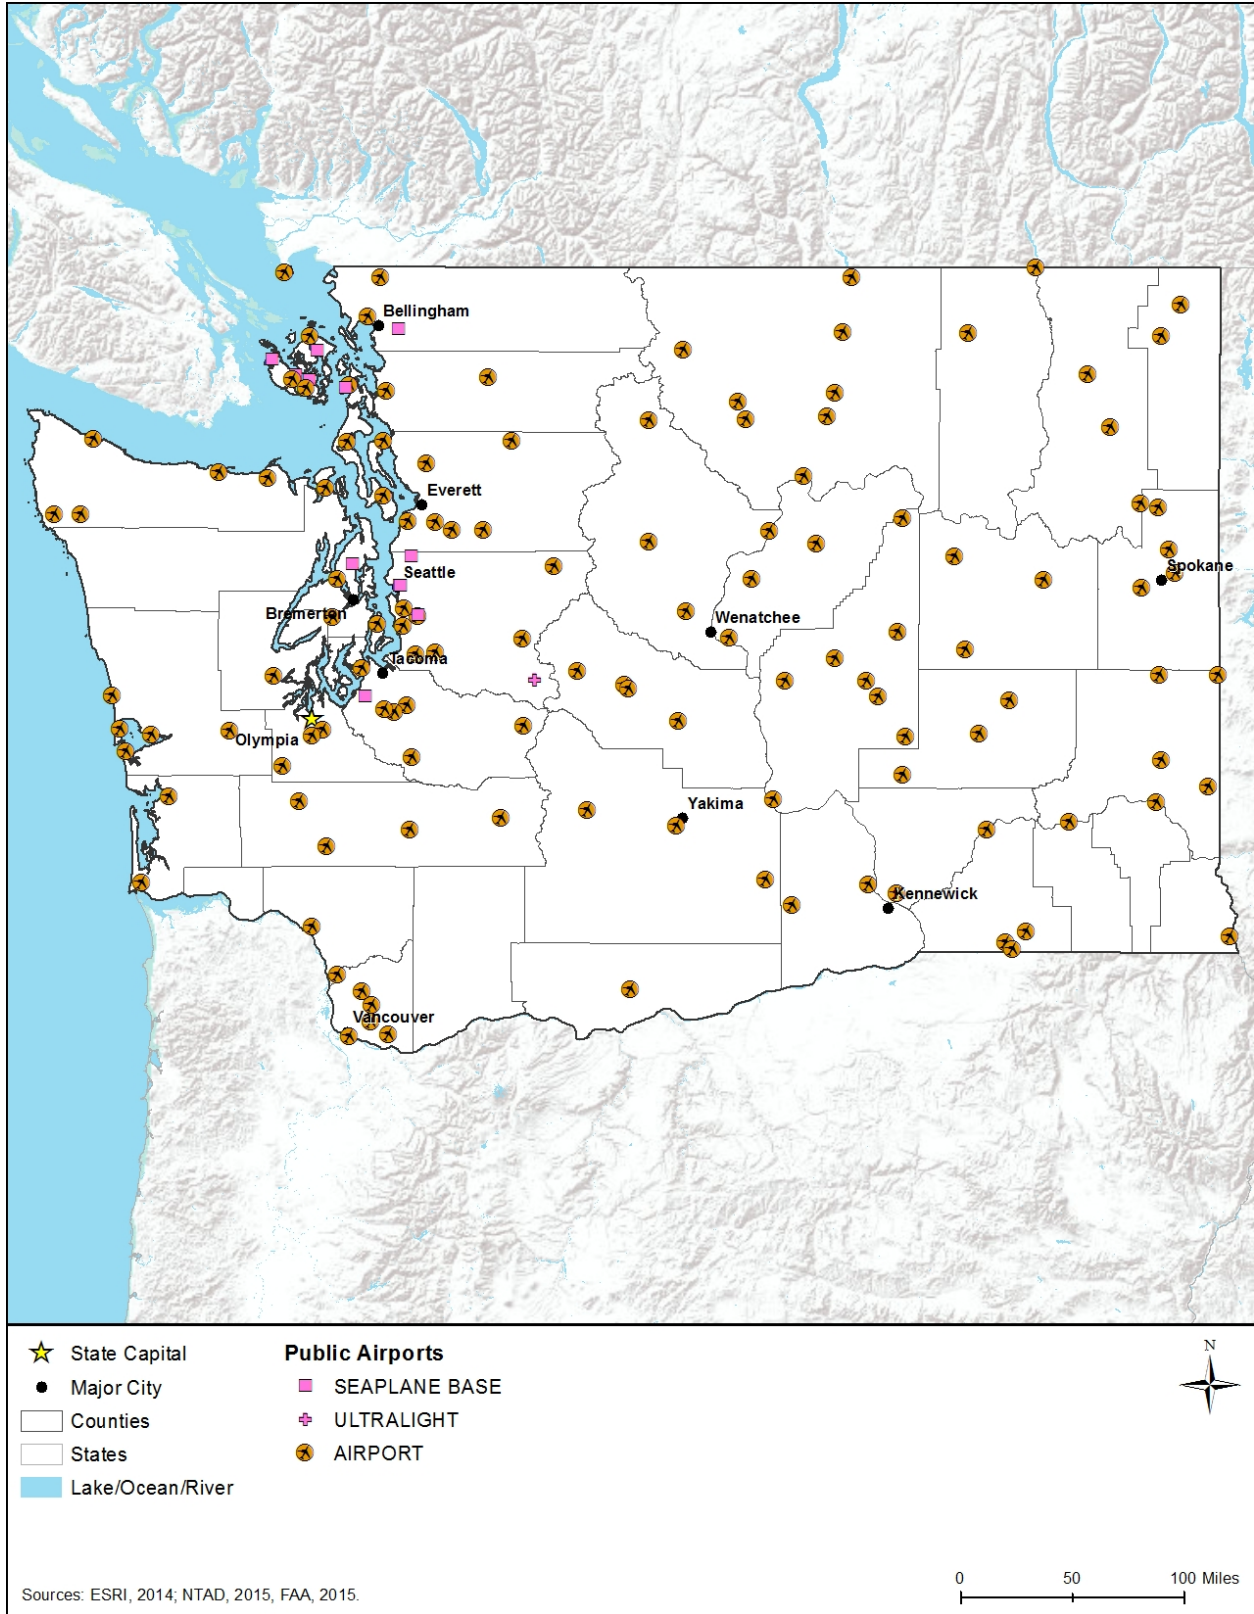 Bellingham
Everett
Seattle
Bremerton
Spokane
Wenatchee
Tacoma
Olympia
Yakima
Kennewick
Vancouver
State Capital
Major City
Counties
States
Lake/Ocean/River
Public Airports
SEAPLANE BASE
ULTRALIGHT
AIRPORT
N
Sources: ESRI, 2014; NTAD, 2015, FAA, 2015.
0 50 100 Miles